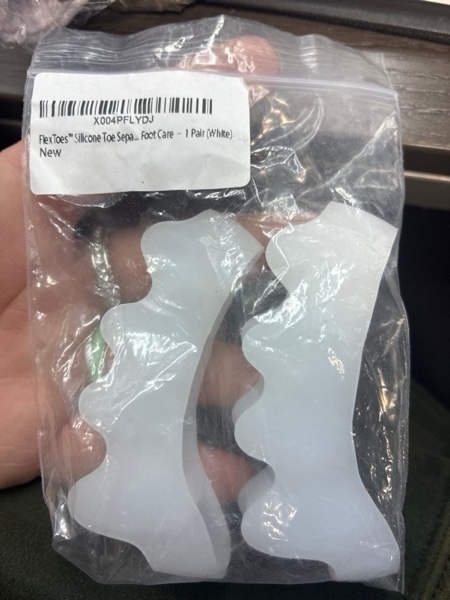 X004PFLYDJ
FlexToes™ Silicone Toe Sepa... Foot Care - 1 Pair (White)
New